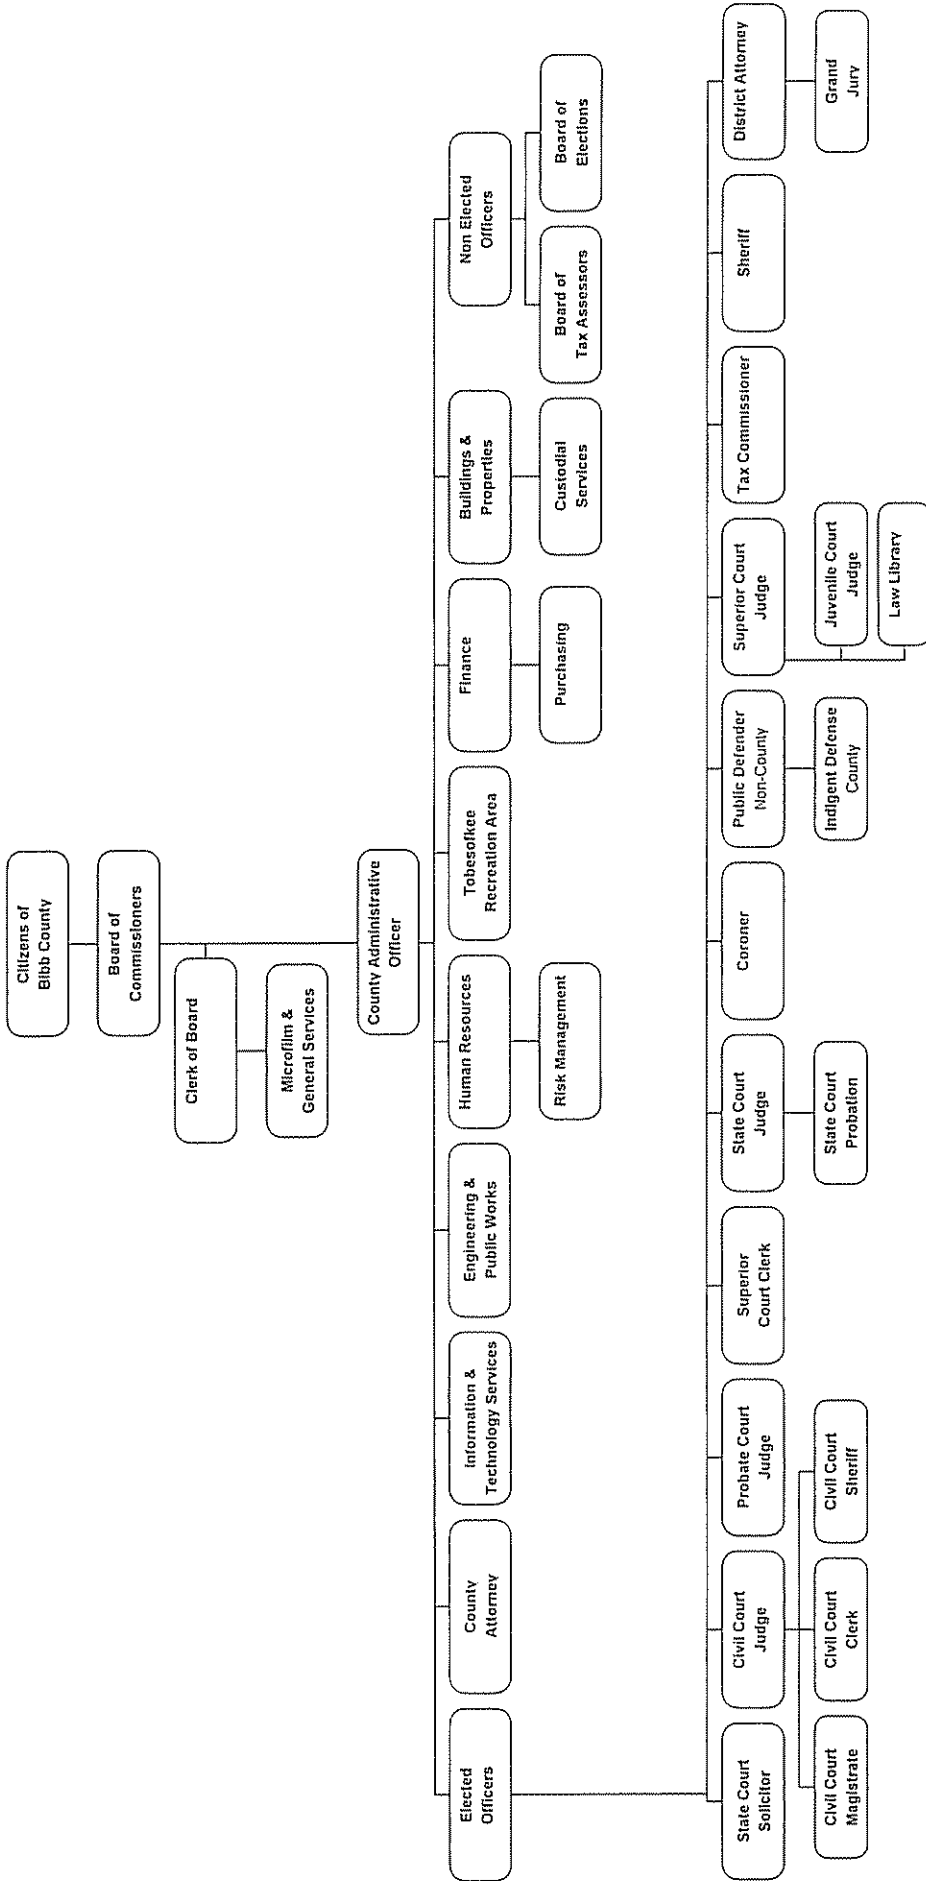 Citizens of
Bibb County
Board of
Commissioners
Clerk of Board
Microfilm &
General Services
County Administrative
Officer
Elected
Officers
County
Attorney
Information &
Technology Services
Engineering &
Public Works
Human Resources
Risk Management
Tobesofkee
Recreation Area
Finance
Purchasing
Buildings &
Properties
Custodial
Services
Non Elected
Officers
Board of
Tax Assessors
Board of
Elections
State Court
Solicitor
Civil Court
Judge
Civil Court
Magistrate
Civil Court
Clerk
Civil Court
Sheriff
Probate Court
Judge
Superior
Court Clerk
State Court
Judge
State Court
Probation
Coroner
Public Defender
Non-County
Indigent Defense
County
Superior Court
Judge
Juvenile Court
Judge
Law Library
Tax Commissioner
Sheriff
District Attorney
Grand
Jury